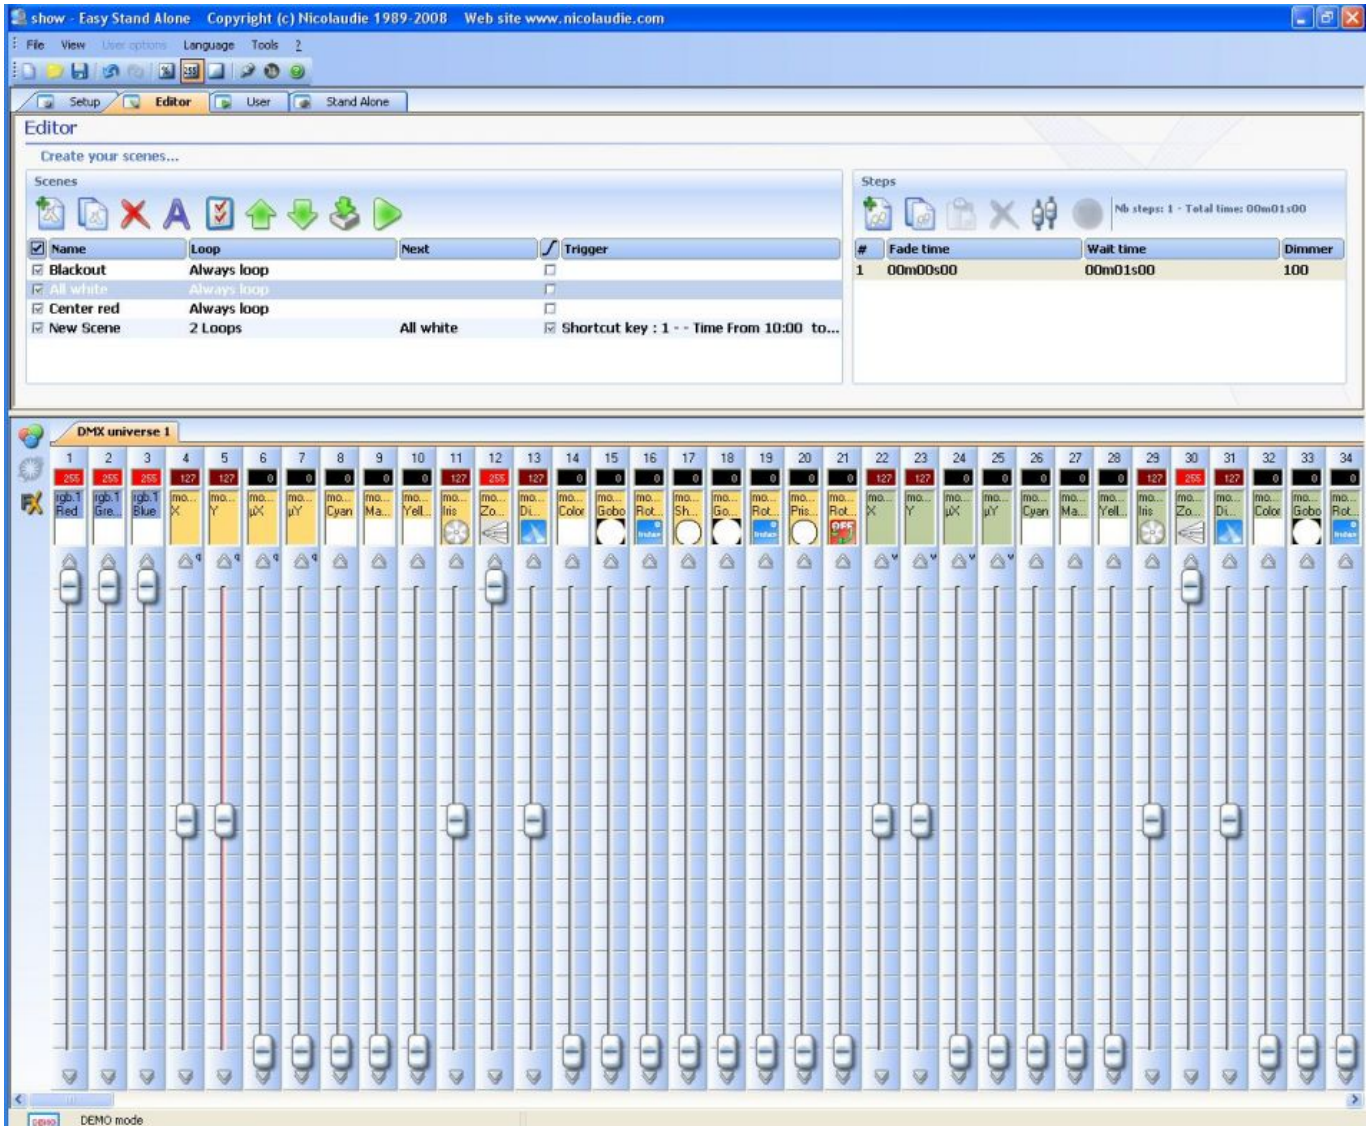 show - Easy Stand Alone Copyright (c) Nicolaudie 1989-2008 Web site www.nicolaudie.com
File View User options Language Tools ?
Setup Editor User Stand Alone
Editor
Create your scenes...
Scenes
Name Loop Next Trigger
Blackout Always loop
All white Always loop
Center red Always loop
New Scene 2 Loops All white Shortcut key : 1 - - Time From 10:00 to...
Steps
Nb steps: 1 - Total time: 00m01s00
# Fade time Wait time Dimmer
1 00m00s00 00m01s00 100
DMX universe 1
1 2 3 4 5 6 7 8 9 10 11 12 13 14 15 16 17 18 19 20 21 22 23 24 25 26 27 28 29 30 31 32 33 34
255 255 255 127 127 0 0 0 0 0 127 255 127 0 0 0 0 0 0 0 0 127 127 0 0 0 0 0 127 255 127 0 0 0
rgb.1 rgb.1 rgb.1 mo... mo... mo... mo... mo... mo... mo... mo... mo... mo... mo... mo... mo... mo... mo... mo... mo... mo... mo... mo... mo... mo... mo... mo... mo... mo... mo... mo... mo... mo... mo...
Red Gre... Blue X Y µX µY Cyan Ma... Yell... Iris Zo... Di... Color Gobo Rot... Sh... Go... Rot... Pris... Rot... X Y µX µY Cyan Ma... Yell... Iris Zo... Di... Color Gobo Rot...
Index Index OFF Index
DEMO DEMO mode